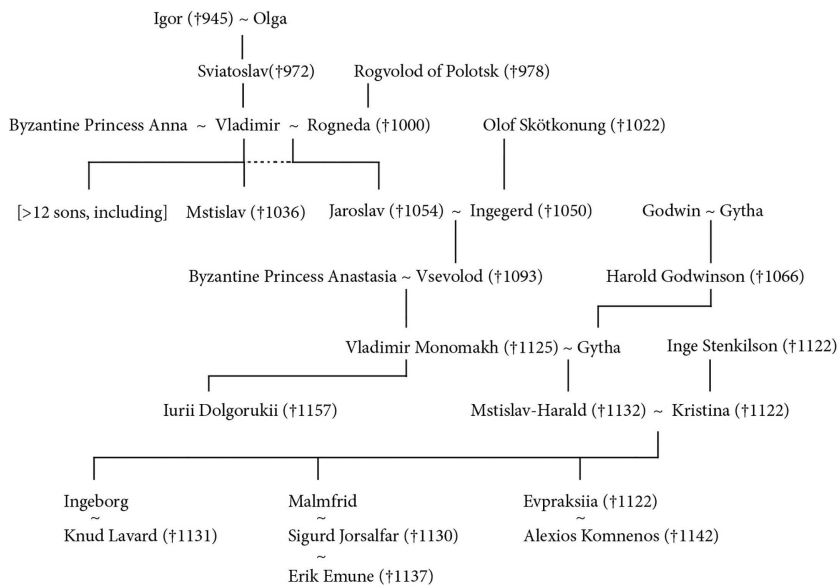 Igor (†945) ~ Olga
Sviatoslav(†972) Rogvolod of Polotsk (†978)
Byzantine Princess Anna ~ Vladimir ~ Rogneda (†1000) Olof Skötkonung (†1022)
[>12 sons, including] Mstislav (†1036) Jaroslav (†1054) ~ Ingegerd (†1050) Godwin ~ Gytha
Byzantine Princess Anastasia ~ Vsevolod (†1093) Harold Godwinson (†1066)
Vladimir Monomakh (†1125) ~ Gytha Inge Stenkilson (†1122)
Iurii Dolgorukii (†1157) Mstislav-Harald (†1132) ~ Kristina (†1122)
Ingeborg Malmfrid Evpraksiia (†1122)
~ ~ ~
Knud Lavard (†1131) Sigurd Jorsalfar (†1130) Alexios Komnenos (†1142)
~
Erik Emune (†1137)